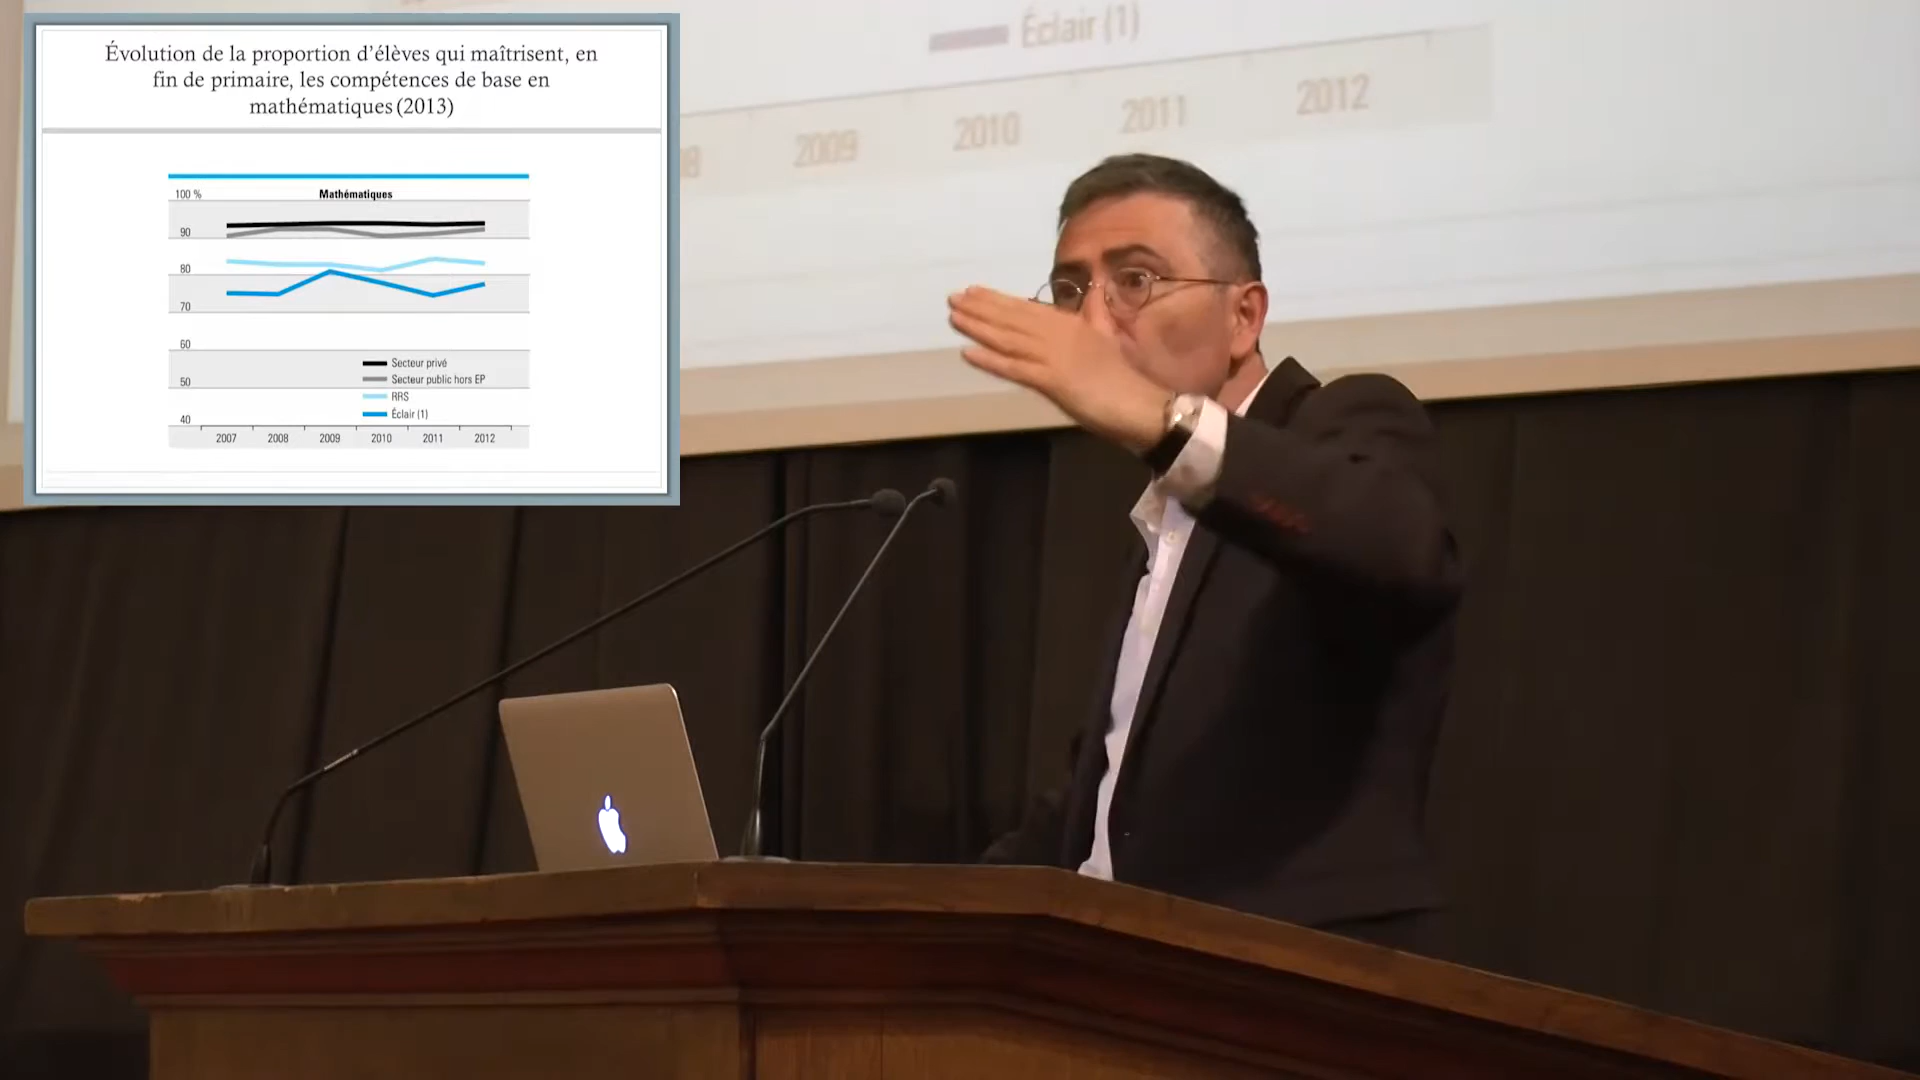 Évolution de la proportion d'élèves qui maîtrisent, en
fin de primaire, les compétences de base en
mathématiques (2013)
100 %
Mathématiques
90
80
70
60
50
40
Secteur privé
Secteur public hors EP
RRS
Éclair (1)
2007 2008 2009 2010 2011 2012
Éclair (1)
8 2009 2010 2011 2012